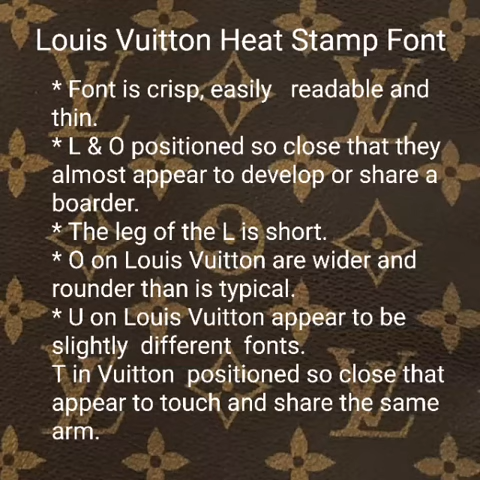 Louis Vuitton Heat Stamp Font
* Font is crisp, easily readable and
thin.
* L & O positioned so close that they
almost appear to develop or share a
boarder.
* The leg of the L is short.
* O on Louis Vuitton are wider and
rounder than is typical.
* U on Louis Vuitton appear to be
slightly different fonts.
T in Vuitton positioned so close that
appear to touch and share the same
arm.